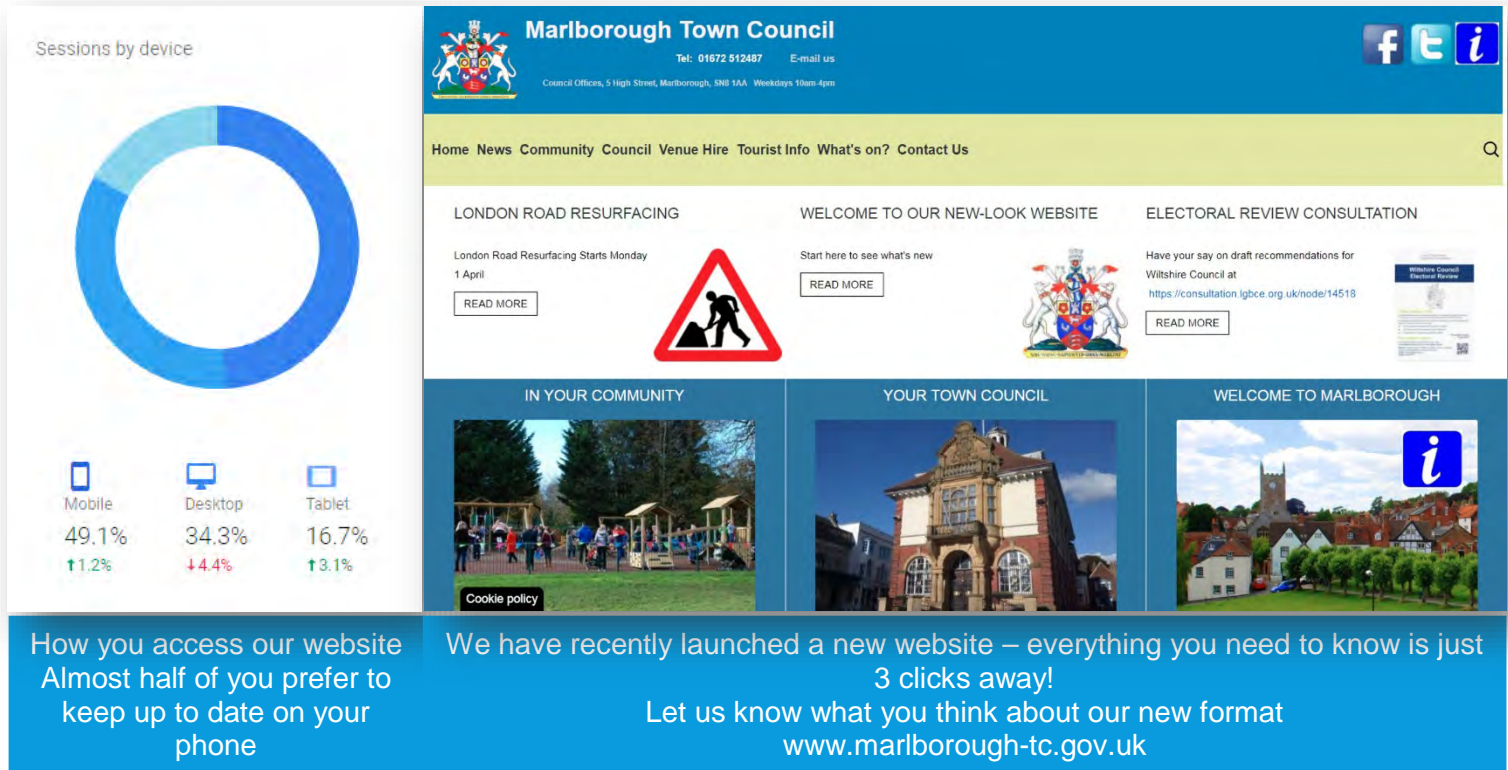 Sessions by device
Mobile
Desktop
Tablet
49.1%
34.3%
16.7%
↑1.2%
↓4.4%
↑3.1%
Marlborough Town Council
Tel: 01672 512487 E-mail us
Council Offices, 5 High Street, Marlborough, SN8 1AA Weekdays 10am-4pm
Home News Community Council Venue Hire Tourist Info What's on? Contact Us
LONDON ROAD RESURFACING
London Road Resurfacing Starts Monday
1 April
READ MORE
WELCOME TO OUR NEW-LOOK WEBSITE
Start here to see what's new
READ MORE
ELECTORAL REVIEW CONSULTATION
Have your say on draft recommendations for
Wiltshire Council at
https://consultation.lgbce.org.uk/node/14518
READ MORE
Wiltshire Council
Electoral Review
IN YOUR COMMUNITY
YOUR TOWN COUNCIL
WELCOME TO MARLBOROUGH
i
Cookie policy
How you access our website
Almost half of you prefer to
keep up to date on your
phone
We have recently launched a new website – everything you need to know is just
3 clicks away!
Let us know what you think about our new format
www.marlborough-tc.gov.uk